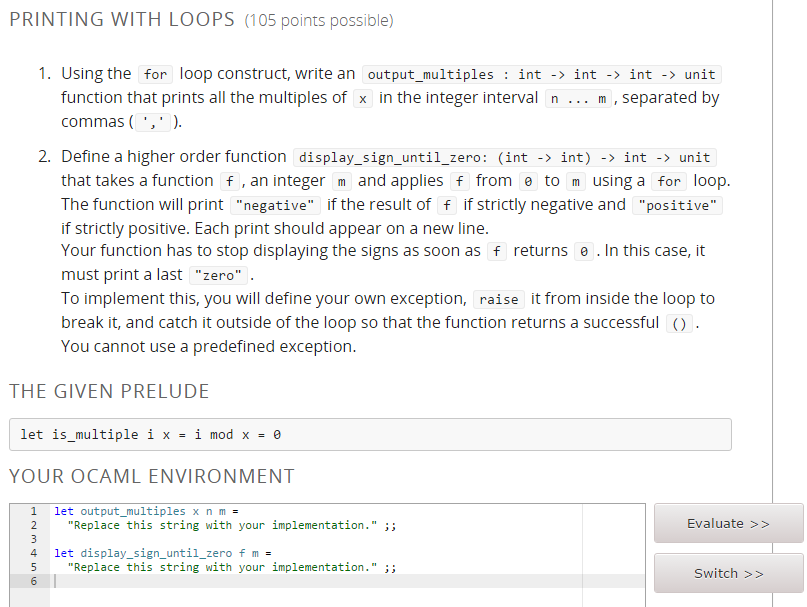 PRINTING WITH LOOPS (105 points possible)
1. Using the for loop construct, write an output_multiples : int -> int -> int -> unit
function that prints all the multiples of x in the integer interval n ... m , separated by
commas ( ',' ).
2. Define a higher order function display_sign_until_zero: (int -> int) -> int -> unit
that takes a function f , an integer m and applies f from 0 to m using a for loop.
The function will print "negative" if the result of f if strictly negative and "positive"
if strictly positive. Each print should appear on a new line.
Your function has to stop displaying the signs as soon as f returns 0 . In this case, it
must print a last "zero" .
To implement this, you will define your own exception, raise it from inside the loop to
break it, and catch it outside of the loop so that the function returns a successful () .
You cannot use a predefined exception.
THE GIVEN PRELUDE
let is_multiple i x = i mod x = 0
YOUR OCAML ENVIRONMENT
1 let output_multiples x n m =
2 "Replace this string with your implementation." ;;
3
4 let display_sign_until_zero f m =
5 "Replace this string with your implementation." ;;
6
Evaluate >>
Switch >>